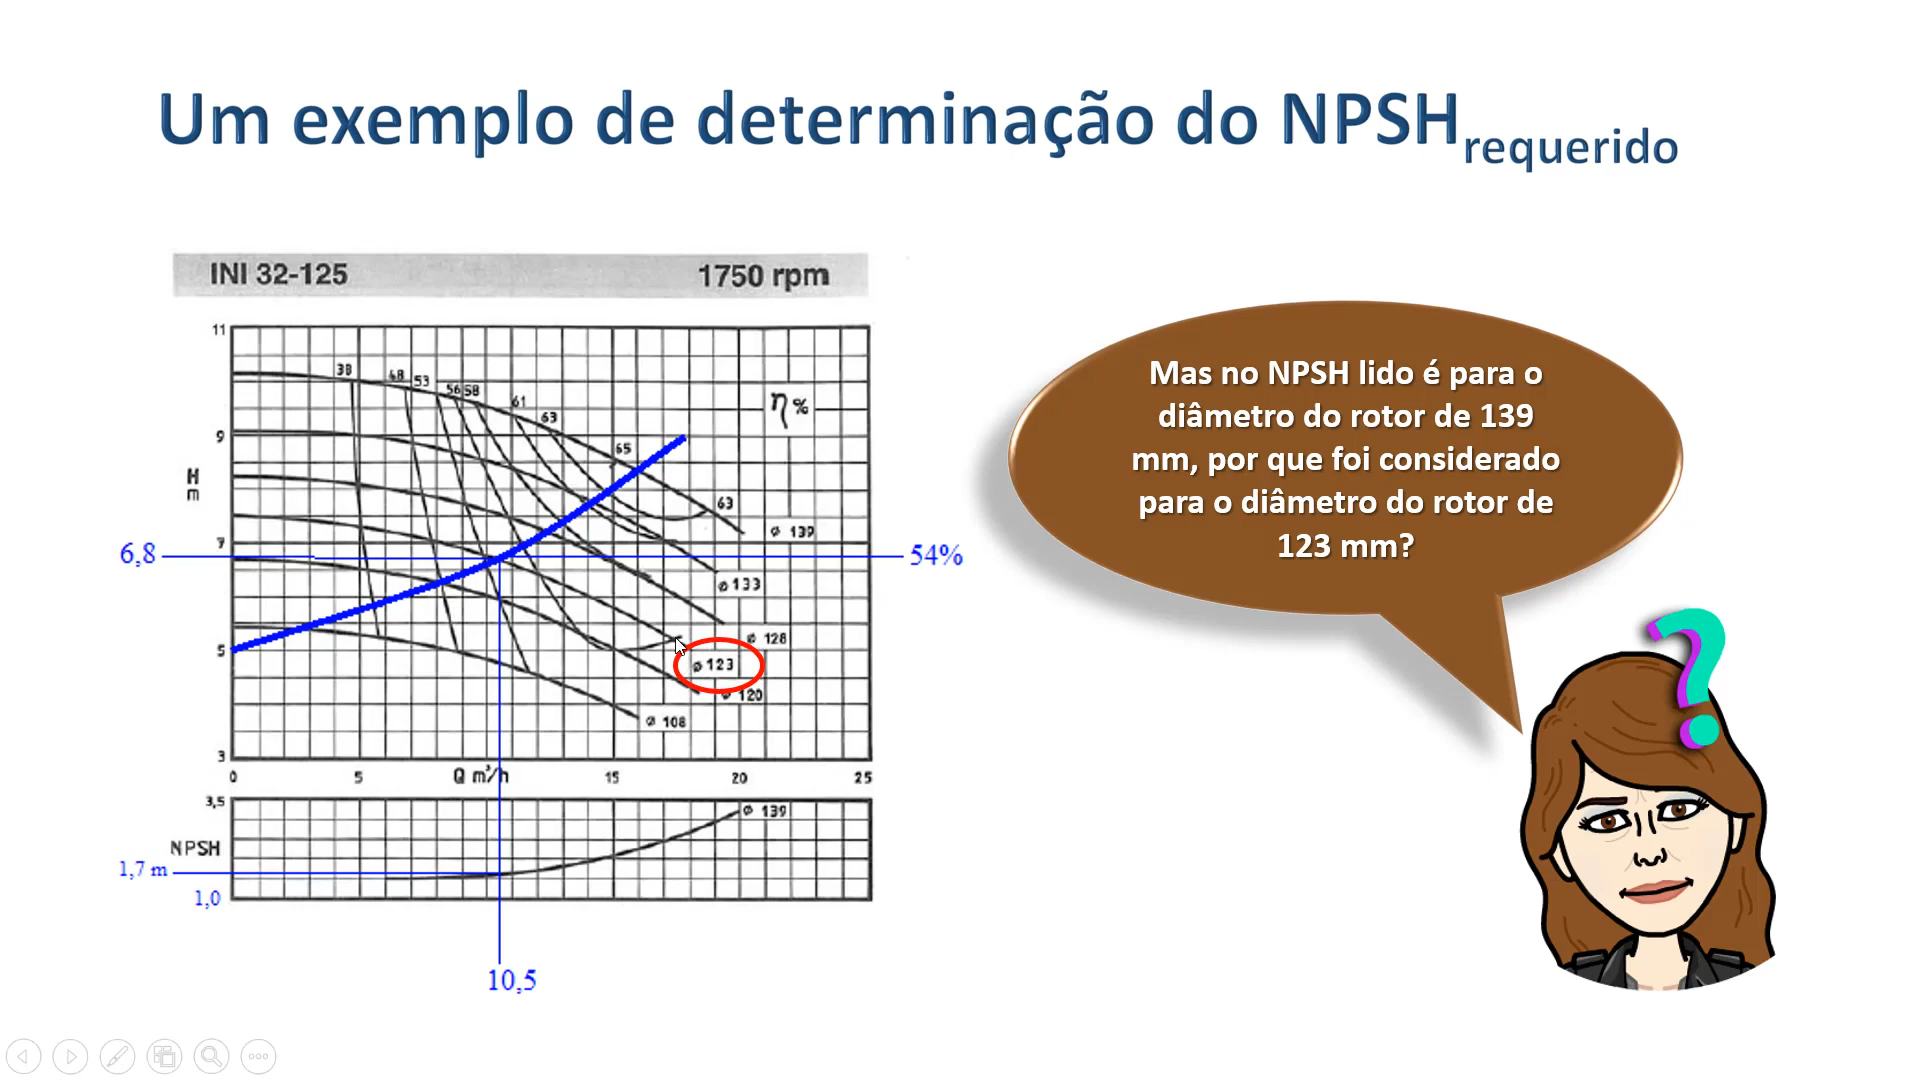 Um exemplo de determinação do NPSHrequerido
INI 32-125 1750 rpm
11
38 48 53 56 58 61 63 65 63
η %
9
H
m
ø 139
7
6,8 54%
ø 133
ø 128
5
ø 123
ø 120
ø 108
3
0 5 Q m³/h 15 20 25
3,5
ø 139
NPSH
1,7 m
1,0
10,5
Mas no NPSH lido é para o
diâmetro do rotor de 139
mm, por que foi considerado
para o diâmetro do rotor de
123 mm?
?